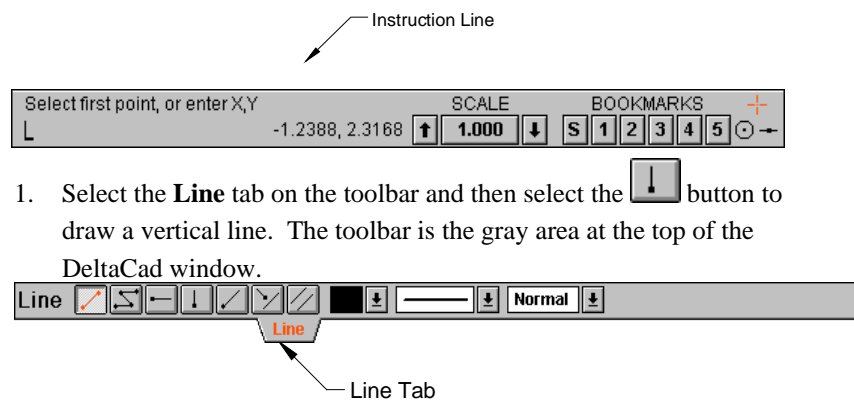 Instruction Line
Select first point, or enter X,Y SCALE BOOKMARKS
L -1.2388, 2.3168 1.000 S 1 2 3 4 5
1. Select the Line tab on the toolbar and then select the button to
draw a vertical line. The toolbar is the gray area at the top of the
DeltaCad window.
Line Normal
Line
Line Tab